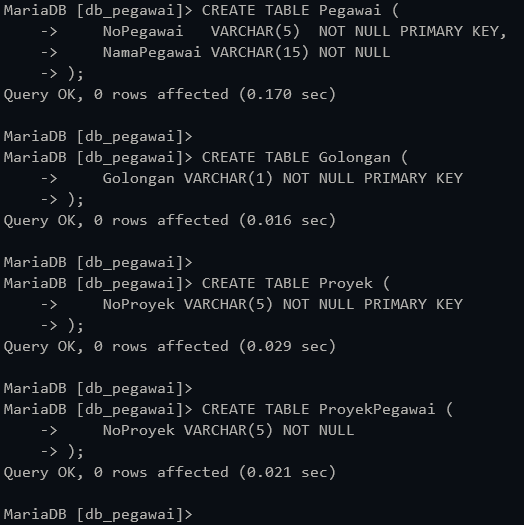 MariaDB [db_pegawai]> CREATE TABLE Pegawai (
    ->     NoPegawai   VARCHAR(5)  NOT NULL PRIMARY KEY,
    ->     NamaPegawai VARCHAR(15) NOT NULL
    -> );
Query OK, 0 rows affected (0.170 sec)

MariaDB [db_pegawai]>
MariaDB [db_pegawai]> CREATE TABLE Golongan (
    ->     Golongan VARCHAR(1) NOT NULL PRIMARY KEY
    -> );
Query OK, 0 rows affected (0.016 sec)

MariaDB [db_pegawai]>
MariaDB [db_pegawai]> CREATE TABLE Proyek (
    ->     NoProyek VARCHAR(5) NOT NULL PRIMARY KEY
    -> );
Query OK, 0 rows affected (0.029 sec)

MariaDB [db_pegawai]>
MariaDB [db_pegawai]> CREATE TABLE ProyekPegawai (
    ->     NoProyek VARCHAR(5) NOT NULL
    -> );
Query OK, 0 rows affected (0.021 sec)

MariaDB [db_pegawai]>